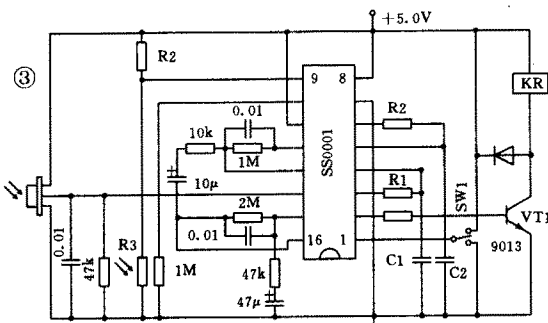 ③
+5.0V
R2
9 8
KR
0.01
10k
1M
R2
SS0001
10μ
+
2M
R1
SW1
VT1
0.01
0.01
47k
R3
1M
16 1
9013
47k
C1
C2
+
47μ